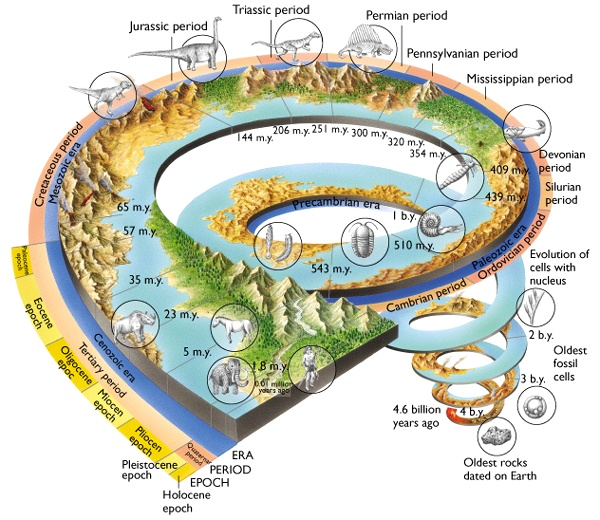 Triassic period
Permian period
Jurassic period
Pennsylvanian period
Mississippian period
Cretaceous period
Mesozoic era
144 m.y.
206 m.y.
251 m.y.
300 m.y.
320 m.y.
354 m.y.
409 m.y.
439 m.y.
Devonian
period
Silurian
period
Paleozoic era
Ordovician period
Precambrian era
1 b.y.
510 m.y.
543 m.y.
Cambrian period
65 m.y.
57 m.y.
35 m.y.
23 m.y.
5 m.y.
1.8 m.y.
0.01 million
years ago
Evolution of
cells with
nucleus
2 b.y.
Oldest
fossil
cells
3 b.y.
4.6 billion
years ago
4 b.y.
Oldest rocks
dated on Earth
Paleocene
epoch
Eocene
epoch
Oligocene
epoc
Miocen
epoch
Pliocen
epoch
Cenozoic era
Tertiary period
Quaternary
period
Pleistocene
epoch
Holocene
epoch
ERA
PERIOD
EPOCH